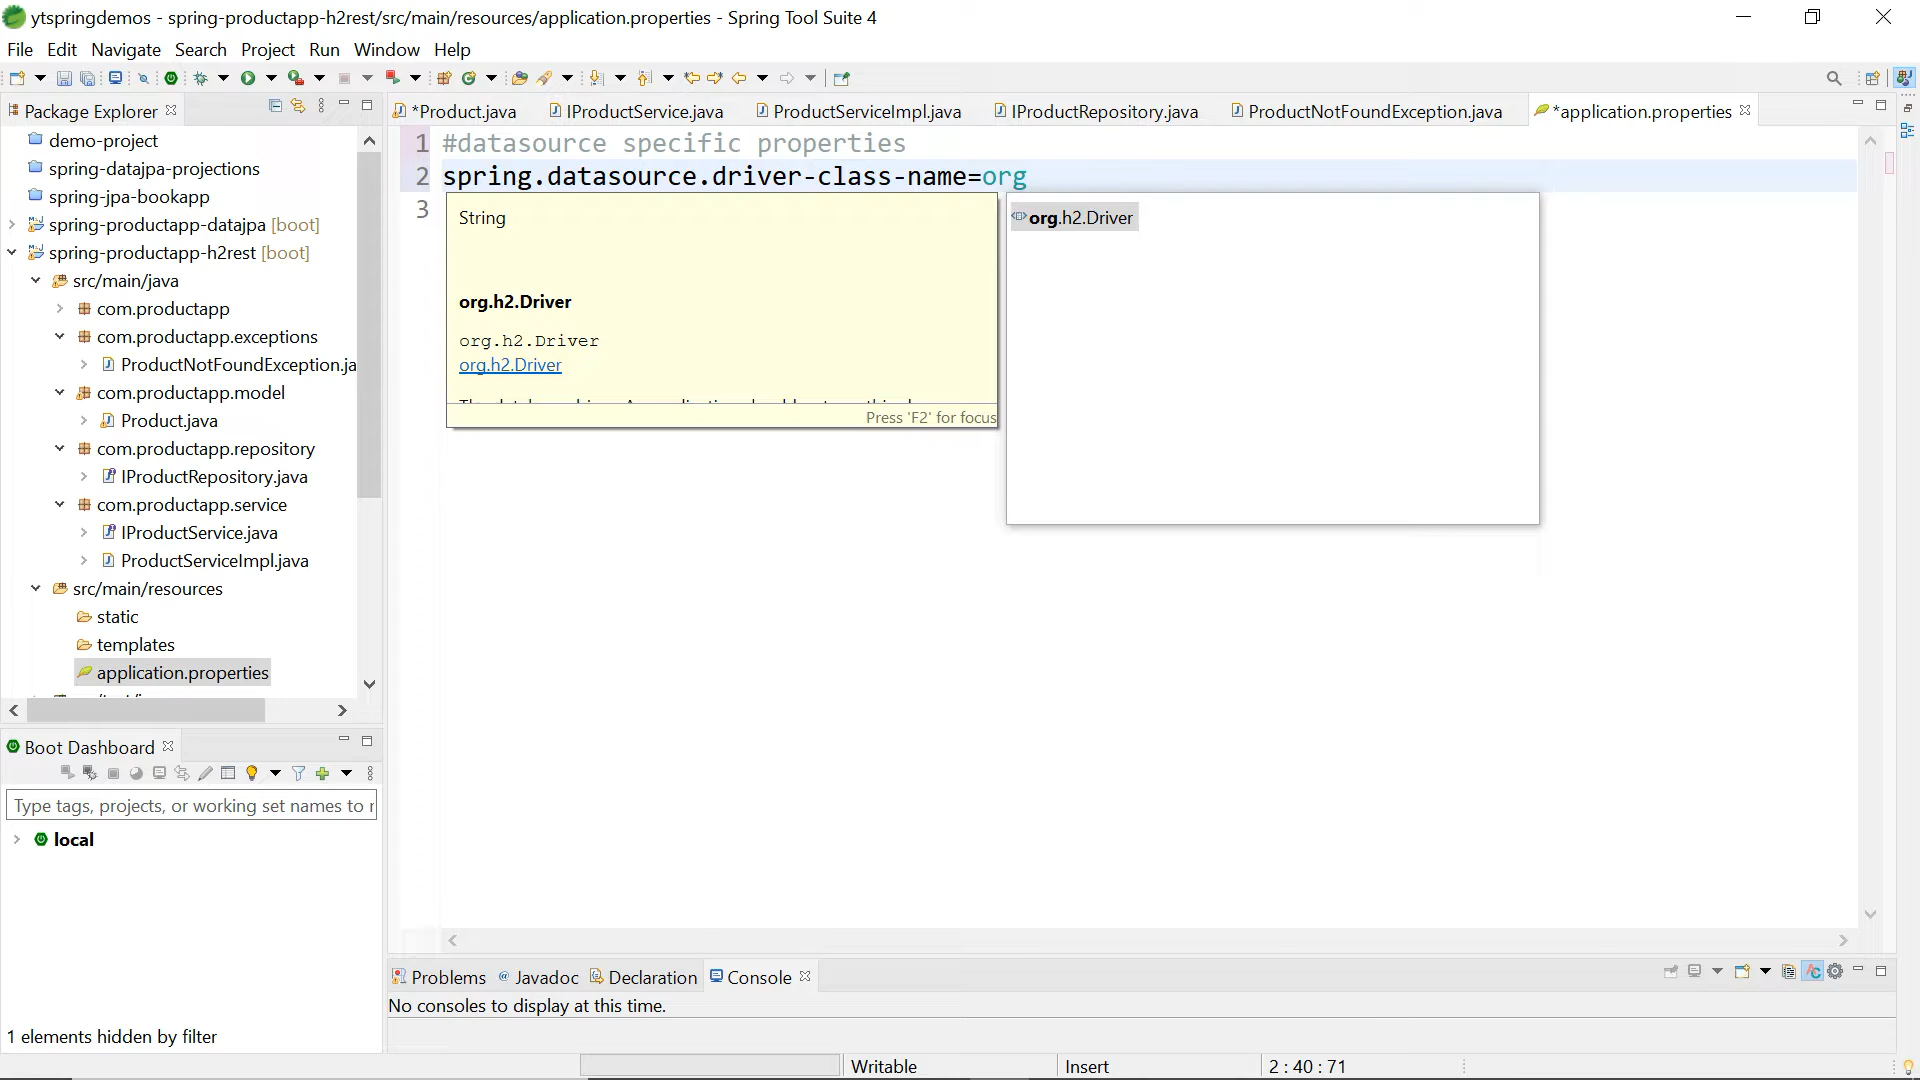 ytspringdemos - spring-productapp-h2rest/src/main/resources/application.properties - Spring Tool Suite 4
File Edit Navigate Search Project Run Window Help
Package Explorer
*Product.java
IProductService.java
ProductServiceImpl.java
IProductRepository.java
ProductNotFoundException.java
*application.properties
demo-project
spring-datajpa-projections
spring-jpa-bookapp
spring-productapp-datajpa [boot]
spring-productapp-h2rest [boot]
src/main/java
com.productapp
com.productapp.exceptions
ProductNotFoundException.ja
com.productapp.model
Product.java
com.productapp.repository
IProductRepository.java
com.productapp.service
IProductService.java
ProductServiceImpl.java
src/main/resources
static
templates
application.properties
1 #datasource specific properties
2 spring.datasource.driver-class-name=org
3
String
org.h2.Driver
org.h2.Driver
org.h2.Driver
Press 'F2' for focus
org.h2.Driver
Boot Dashboard
Type tags, projects, or working set names to
local
1 elements hidden by filter
Problems @ Javadoc Declaration Console
No consoles to display at this time.
Writable
Insert
2 : 40 : 71